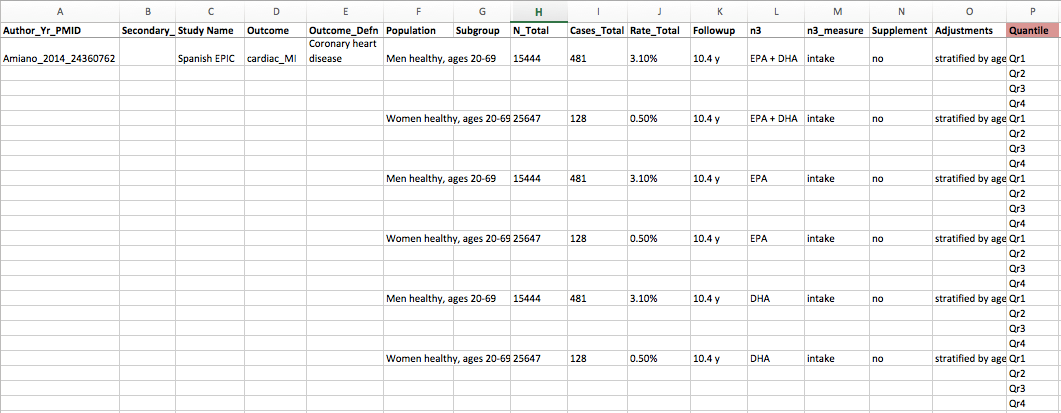 A B C D E F G H I J K L M N O P
Author_Yr_PMID Secondary_ Study Name Outcome Outcome_Defn Population Subgroup N_Total Cases_Total Rate_Total Followup n3 n3_measure Supplement Adjustments Quantile
Coronary heart
Amiano_2014_24360762 Spanish EPIC cardiac_MI disease Men healthy, ages 20-69 15444 481 3.10% 10.4 y EPA + DHA intake no stratified by age Qr1
Qr2
Qr3
Qr4
Women healthy, ages 20-69 25647 128 0.50% 10.4 y EPA + DHA intake no stratified by age Qr1
Qr2
Qr3
Qr4
Men healthy, ages 20-69 15444 481 3.10% 10.4 y EPA intake no stratified by age Qr1
Qr2
Qr3
Qr4
Women healthy, ages 20-69 25647 128 0.50% 10.4 y EPA intake no stratified by age Qr1
Qr2
Qr3
Qr4
Men healthy, ages 20-69 15444 481 3.10% 10.4 y DHA intake no stratified by age Qr1
Qr2
Qr3
Qr4
Women healthy, ages 20-69 25647 128 0.50% 10.4 y DHA intake no stratified by age Qr1
Qr2
Qr3
Qr4